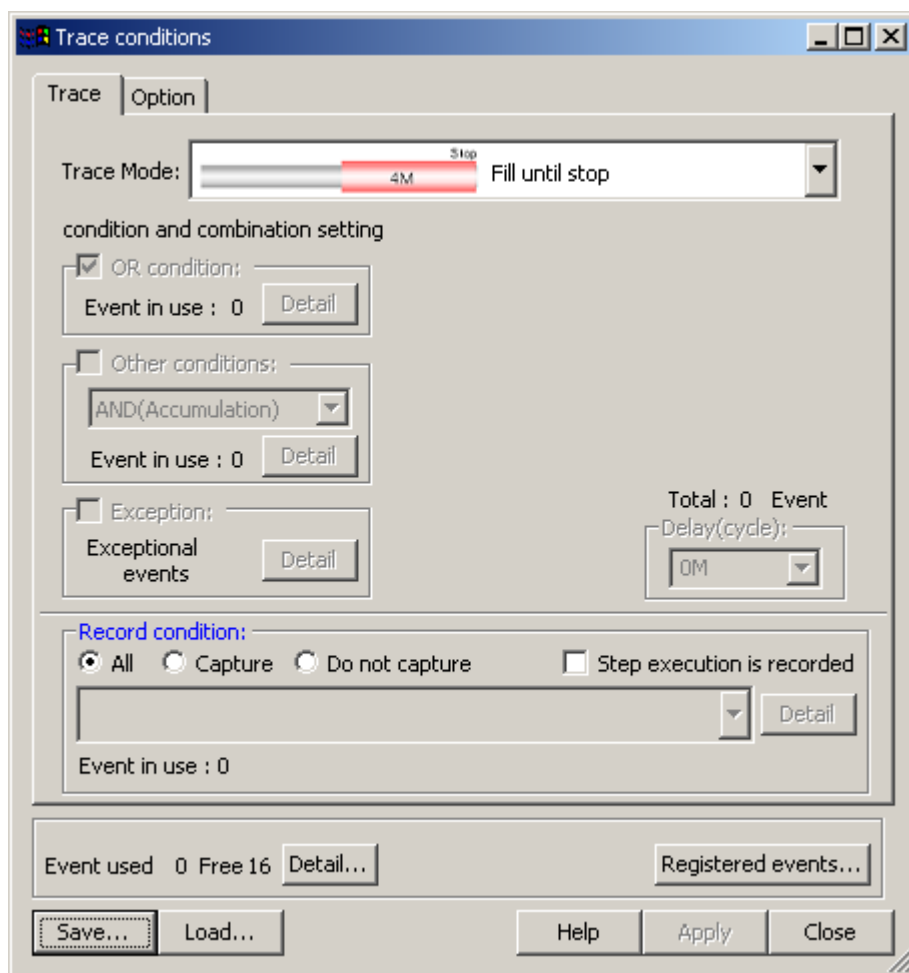 Trace conditions
Trace Option
Trace Mode: Stop 4M Fill until stop
condition and combination setting
OR condition:
Event in use : 0 Detail
Other conditions:
AND(Accumulation)
Event in use : 0 Detail
Exception:
Exceptional events Detail
Total : 0 Event
Delay(cycle):
0M
Record condition:
All Capture Do not capture Step execution is recorded
Detail
Event in use : 0
Event used 0 Free 16 Detail... Registered events...
Save... Load... Help Apply Close